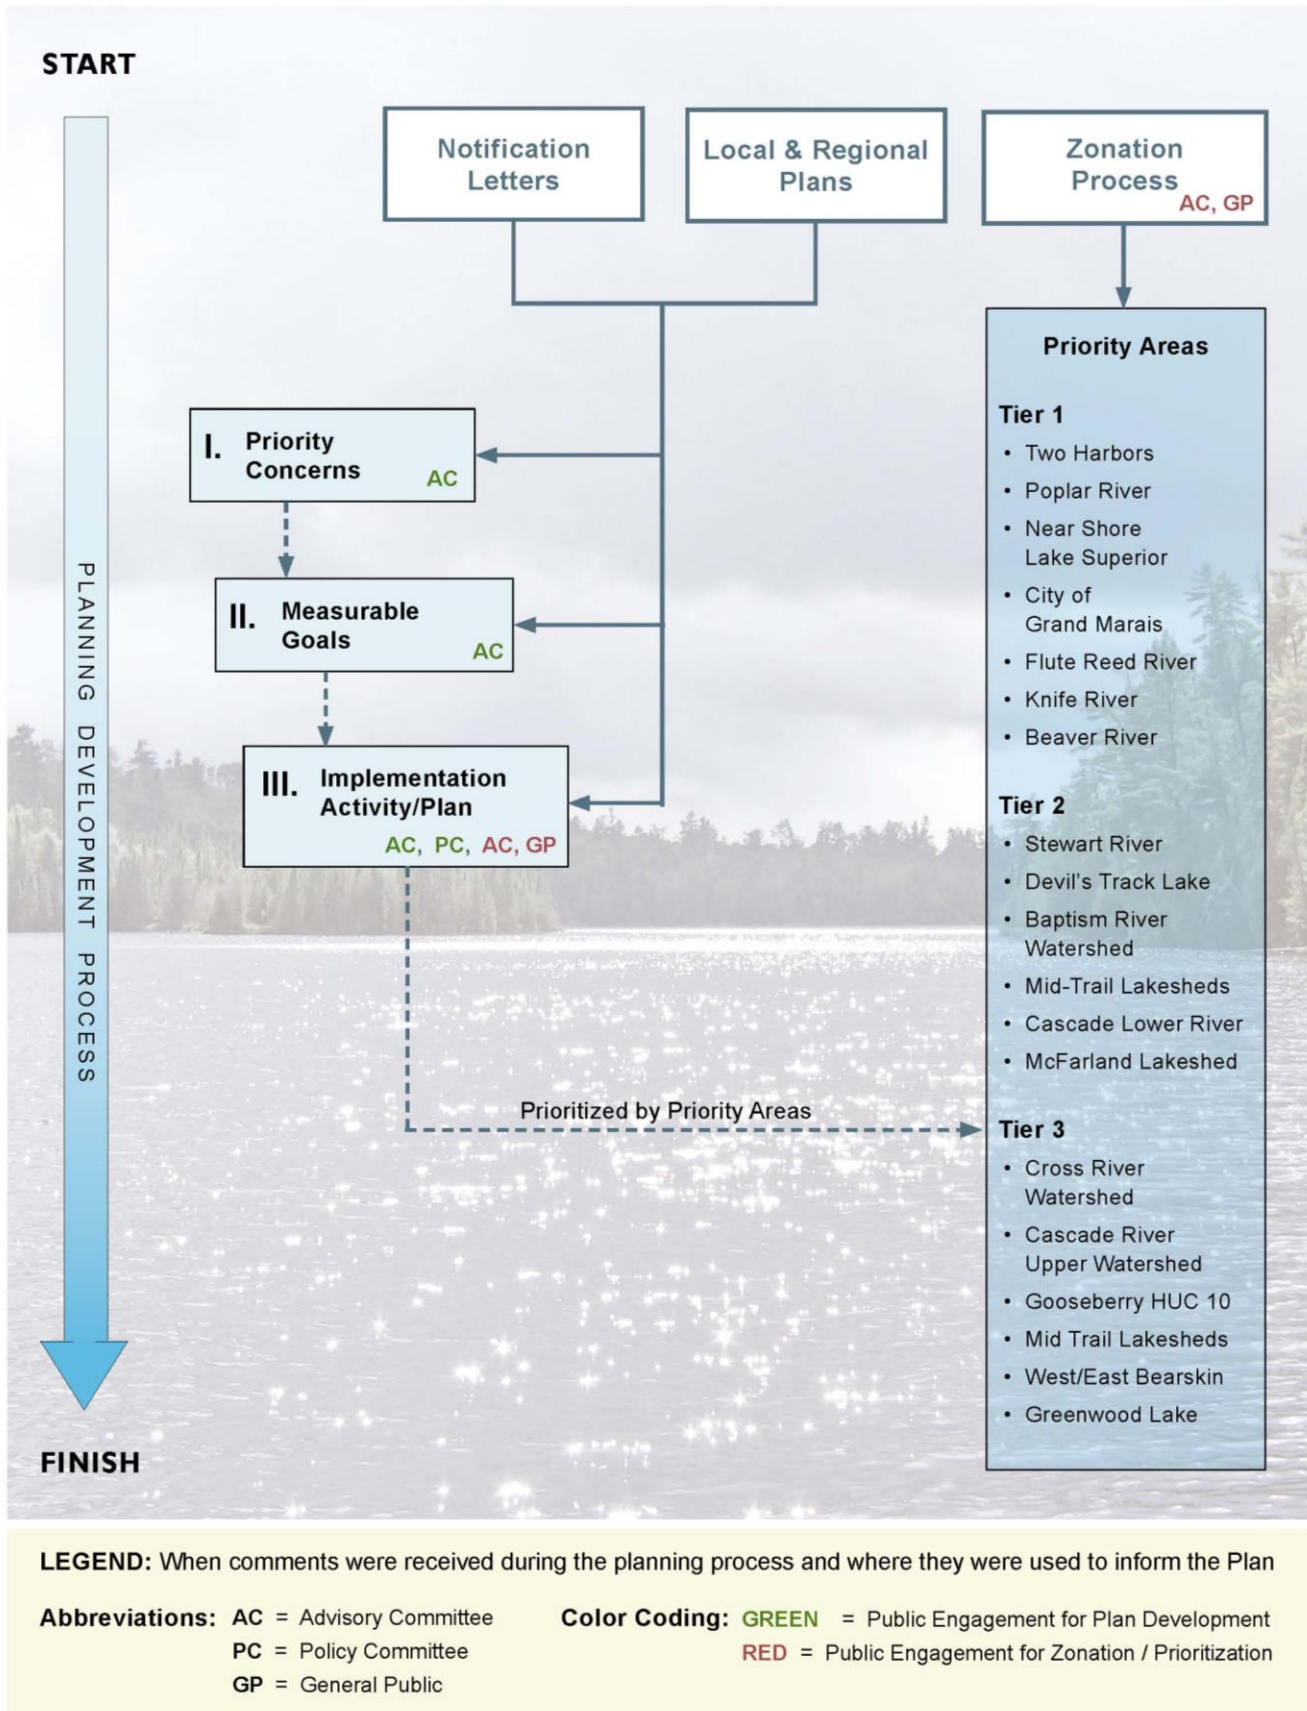 START
PLANNING DEVELOPMENT PROCESS
FINISH
Notification
Letters
Local & Regional
Plans
Zonation
Process
AC, GP
I. Priority
Concerns
AC
II. Measurable
Goals
AC
III. Implementation
Activity/Plan
AC, PC, AC, GP
Prioritized by Priority Areas
Priority Areas
Tier 1
• Two Harbors
• Poplar River
• Near Shore
Lake Superior
• City of
Grand Marais
• Flute Reed River
• Knife River
• Beaver River
Tier 2
• Stewart River
• Devil's Track Lake
• Baptism River
Watershed
• Mid-Trail Lakesheds
• Cascade Lower River
• McFarland Lakeshed
Tier 3
• Cross River
Watershed
• Cascade River
Upper Watershed
• Gooseberry HUC 10
• Mid Trail Lakesheds
• West/East Bearskin
• Greenwood Lake
LEGEND: When comments were received during the planning process and where they were used to inform the Plan
Abbreviations: AC = Advisory Committee
PC = Policy Committee
GP = General Public
Color Coding: GREEN = Public Engagement for Plan Development
RED = Public Engagement for Zonation / Prioritization